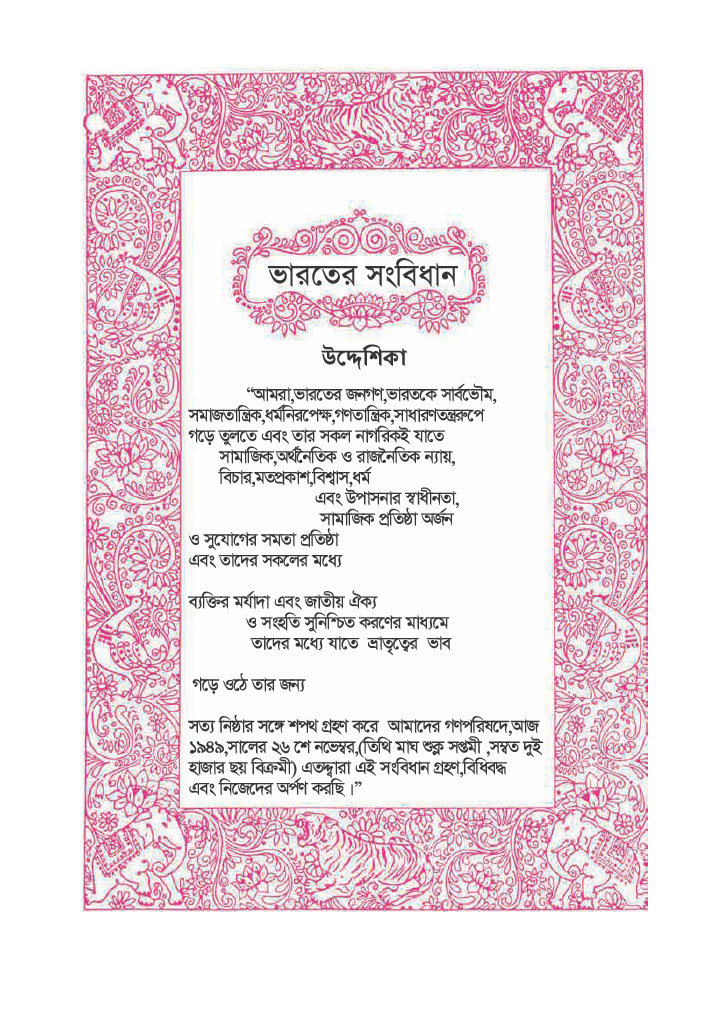 ভারতের সংবিধান
উদ্দেশিকা
“আমরা,ভারতের জনগণ,ভারতকে সার্বভৌম,
সমাজতান্ত্রিক,ধর্মনিরপেক্ষ,গণতান্ত্রিক,সাধারণতন্ত্ররুপে
গড়ে তুলতে এবং তার সকল নাগরিকই যাতে
সামাজিক,অর্থনৈতিক ও রাজনৈতিক ন্যায়,
বিচার,মতপ্রকাশ,বিশ্বাস,ধর্ম
এবং উপাসনার স্বাধীনতা,
সামাজিক প্রতিষ্ঠা অর্জন
ও সুযোগের সমতা প্রতিষ্ঠা
এবং তাদের সকলের মধ্যে
ব্যক্তির মর্যাদা এবং জাতীয় ঐক্য
ও সংহতি সুনিশ্চিত করণের মাধ্যমে
তাদের মধ্যে যাতে ভ্রাতৃত্বের ভাব
গড়ে ওঠে তার জন্য
সত্য নিষ্ঠার সঙ্গে শপথ গ্রহণ করে আমাদের গণপরিষদে,আজ
১৯৪৯,সালের ২৬ শে নভেম্বর,(তিথি মাঘ শুক্ল সপ্তমী ,সম্বত দুই
হাজার ছয় বিক্রমী) এতদ্দ্বারা এই সংবিধান গ্রহণ,বিধিবদ্ধ
এবং নিজেদের অর্পণ করছি ।”